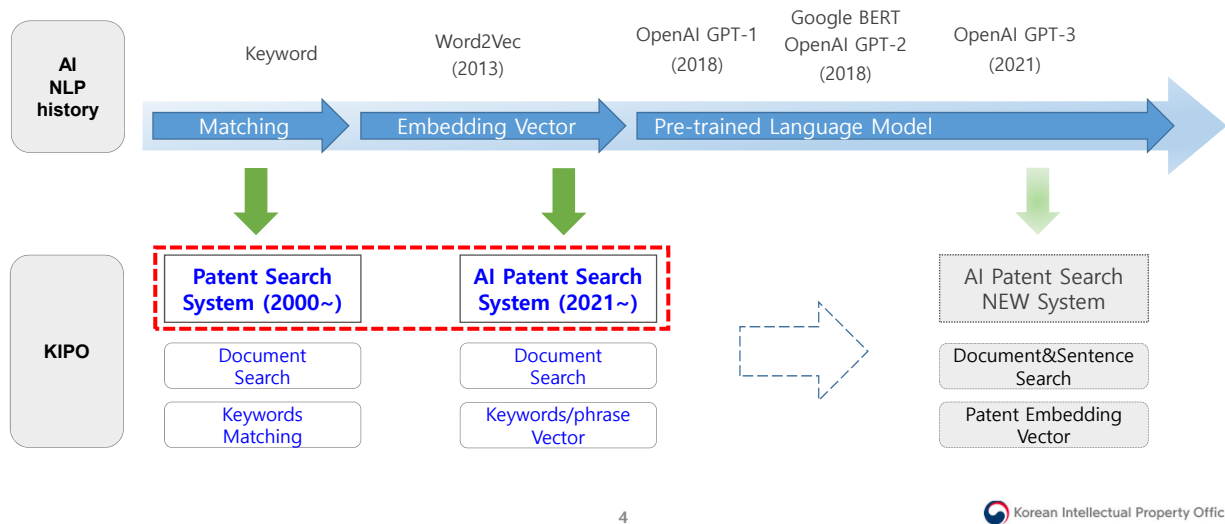 AI
NLP
history
Keyword
Word2Vec
(2013)
OpenAI GPT-1
(2018)
Google BERT
OpenAI GPT-2
(2018)
OpenAI GPT-3
(2021)
Matching
Embedding Vector
Pre-trained Language Model
KIPO
Patent Search
System (2000~)
AI Patent Search
System (2021~)
AI Patent Search
NEW System
Document
Search
Document
Search
Document&Sentence
Search
Keywords
Matching
Keywords/phrase
Vector
Patent Embedding
Vector
4
Korean Intellectual Property Offic